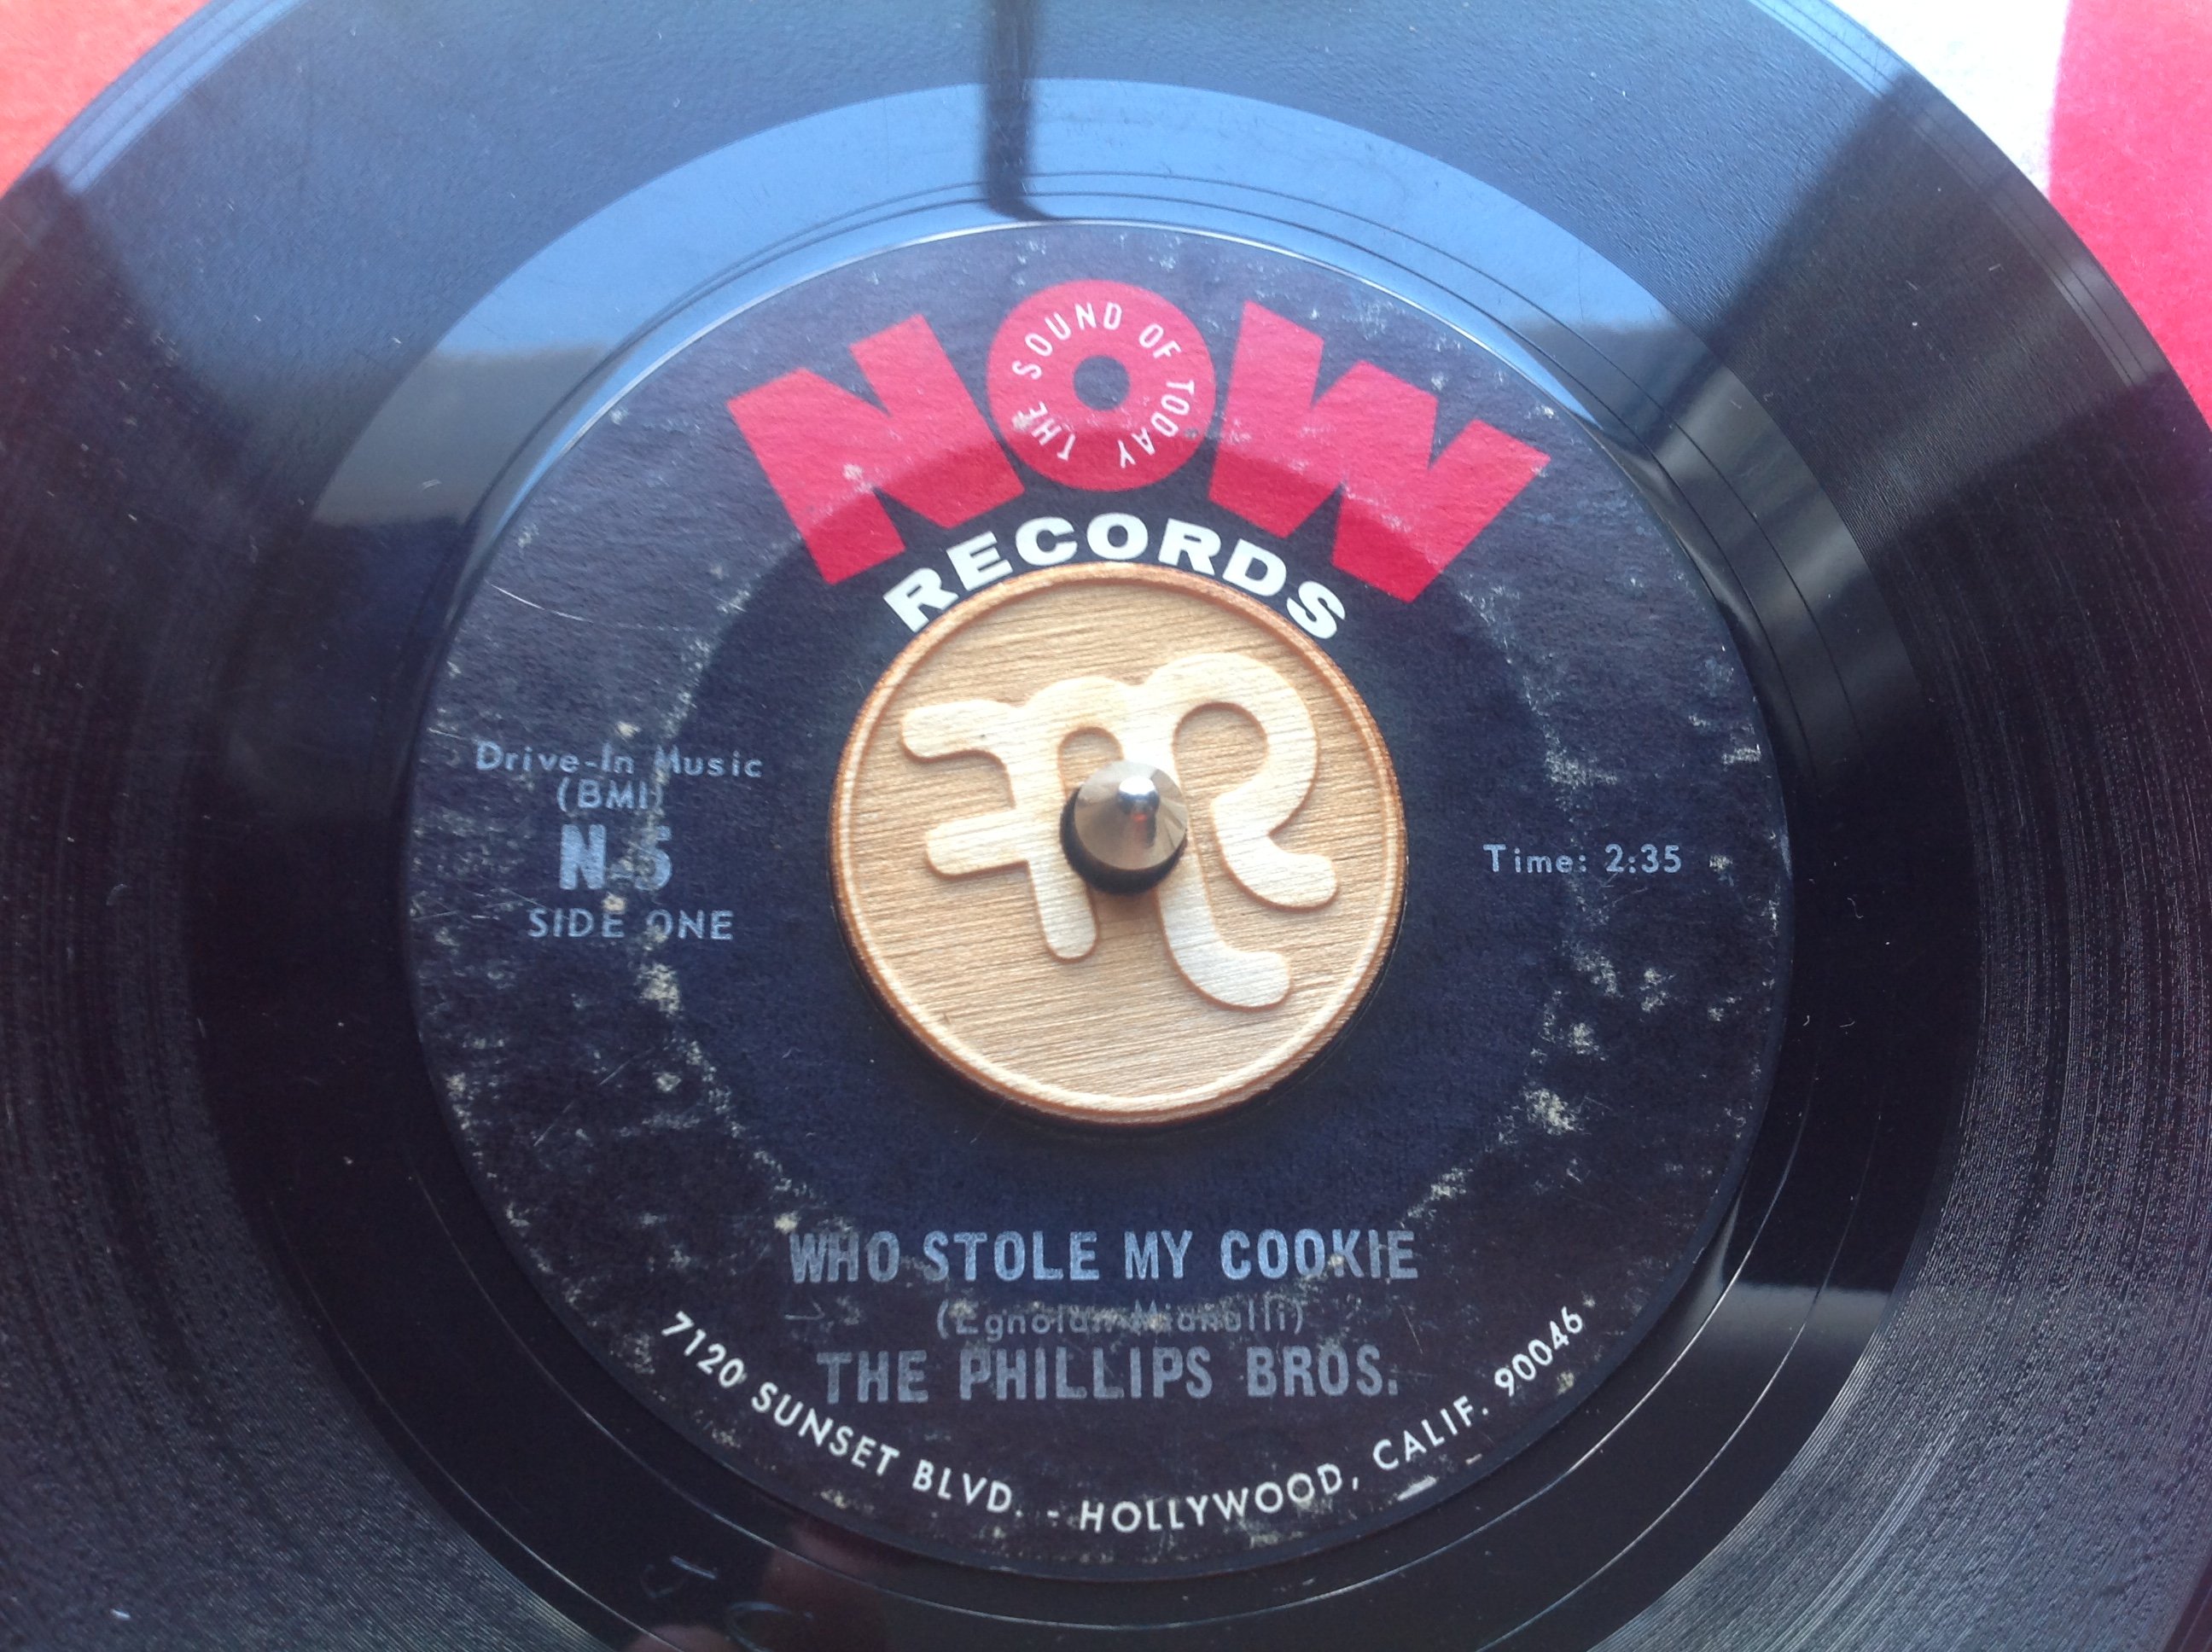 NOW
THE SOUND OF TODAY
RECORDS
Drive-In Music
(BMI)
N-5
SIDE ONE
Time: 2:35
WHO STOLE MY COOKIE
THE PHILLIPS BROS.
7120 SUNSET BLVD. - HOLLYWOOD, CALIF. 90046